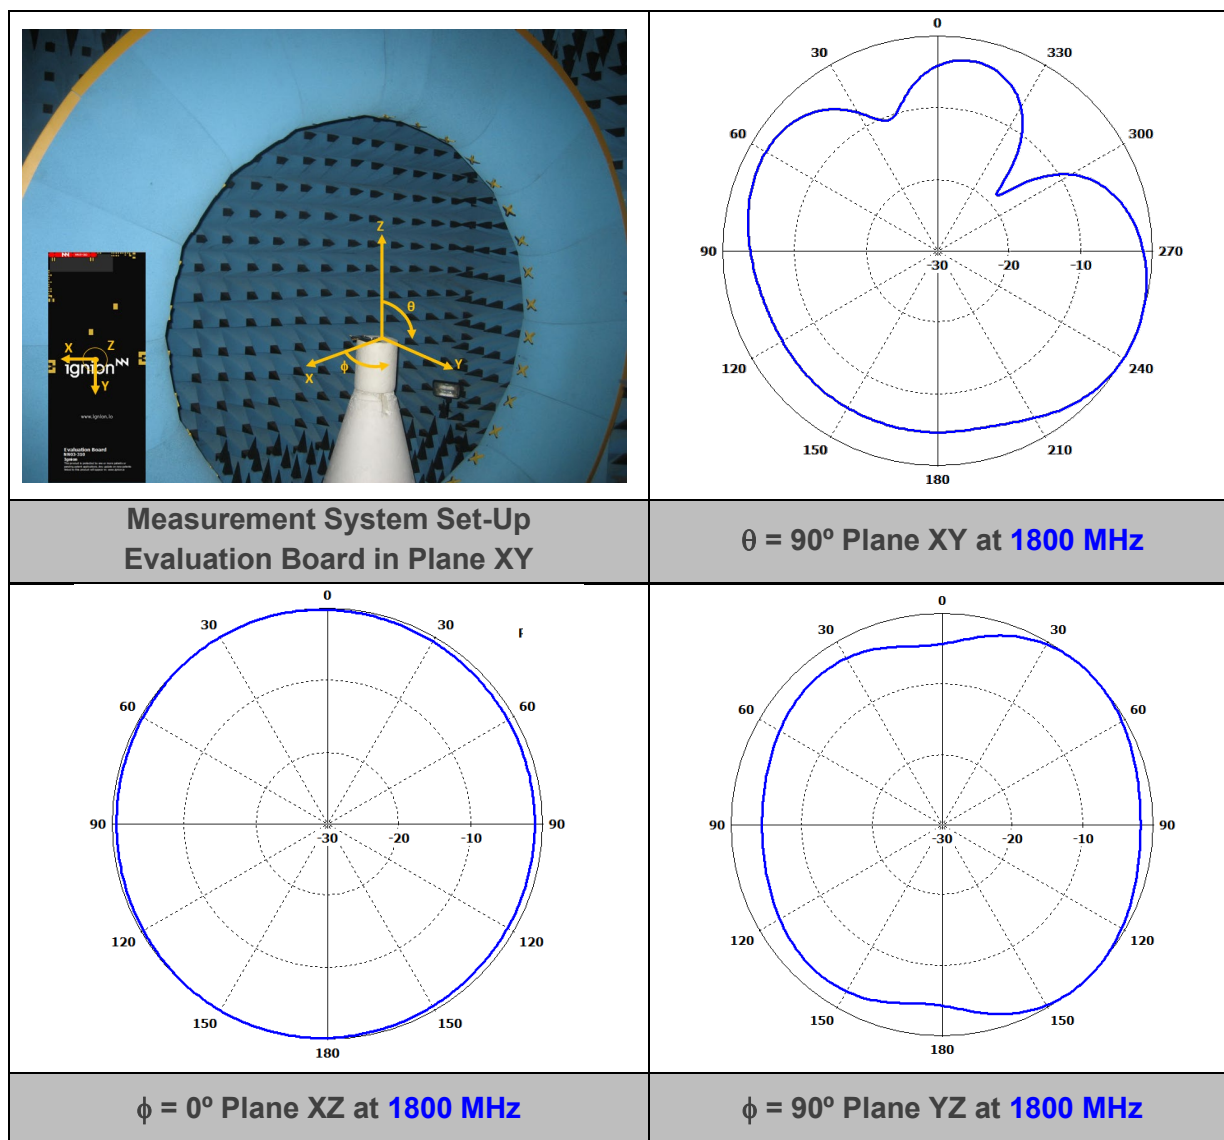 Z
θ
X
Z
Y
ignion
X
ϕ
Y
www.ignion.io
Evaluation Board
Measurement System Set-Up
Evaluation Board in Plane XY
0
30
330
60
300
90
-30
-20
-10
270
120
240
150
210
180
θ = 90º Plane XY at 1800 MHz
0
30
30
60
60
90
-30
-20
-10
90
120
120
150
150
180
ϕ = 0º Plane XZ at 1800 MHz
0
30
30
60
60
90
-30
-20
-10
90
120
120
150
150
180
ϕ = 90º Plane YZ at 1800 MHz